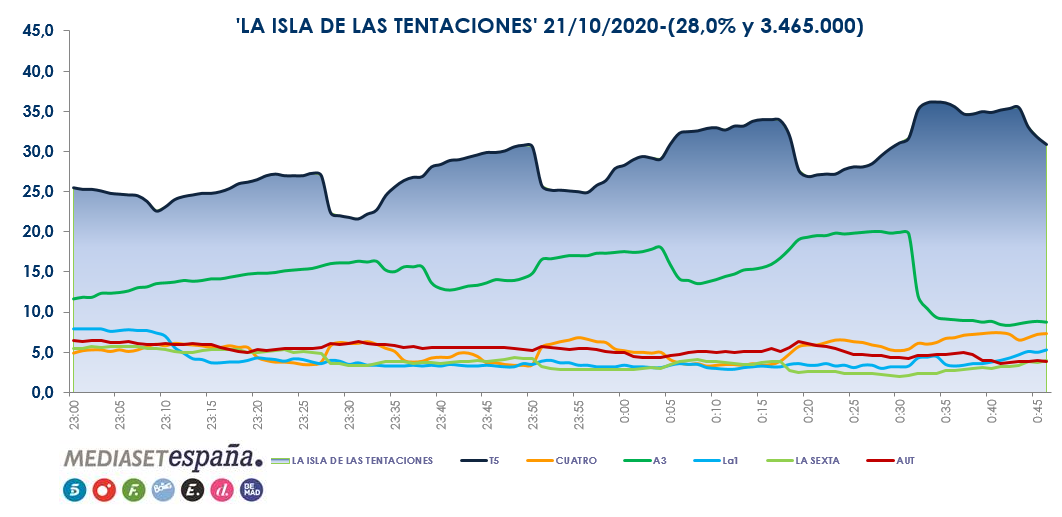 'LA ISLA DE LAS TENTACIONES' 21/10/2020-(28,0% y 3.465.000)
45,0
40,0
35,0
30,0
25,0
20,0
15,0
10,0
5,0
0,0
23:00
23:05
23:10
23:15
23:20
23:25
23:30
23:35
23:40
23:45
23:50
23:55
0:00
0:05
0:10
0:15
0:20
0:25
0:30
0:35
0:40
0:45
MEDIASETespaña.
LA ISLA DE LAS TENTACIONES
T5
CUATRO
A3
La1
LA SEXTA
AUT
5
F.
BOING
E.
d.
BE MAD